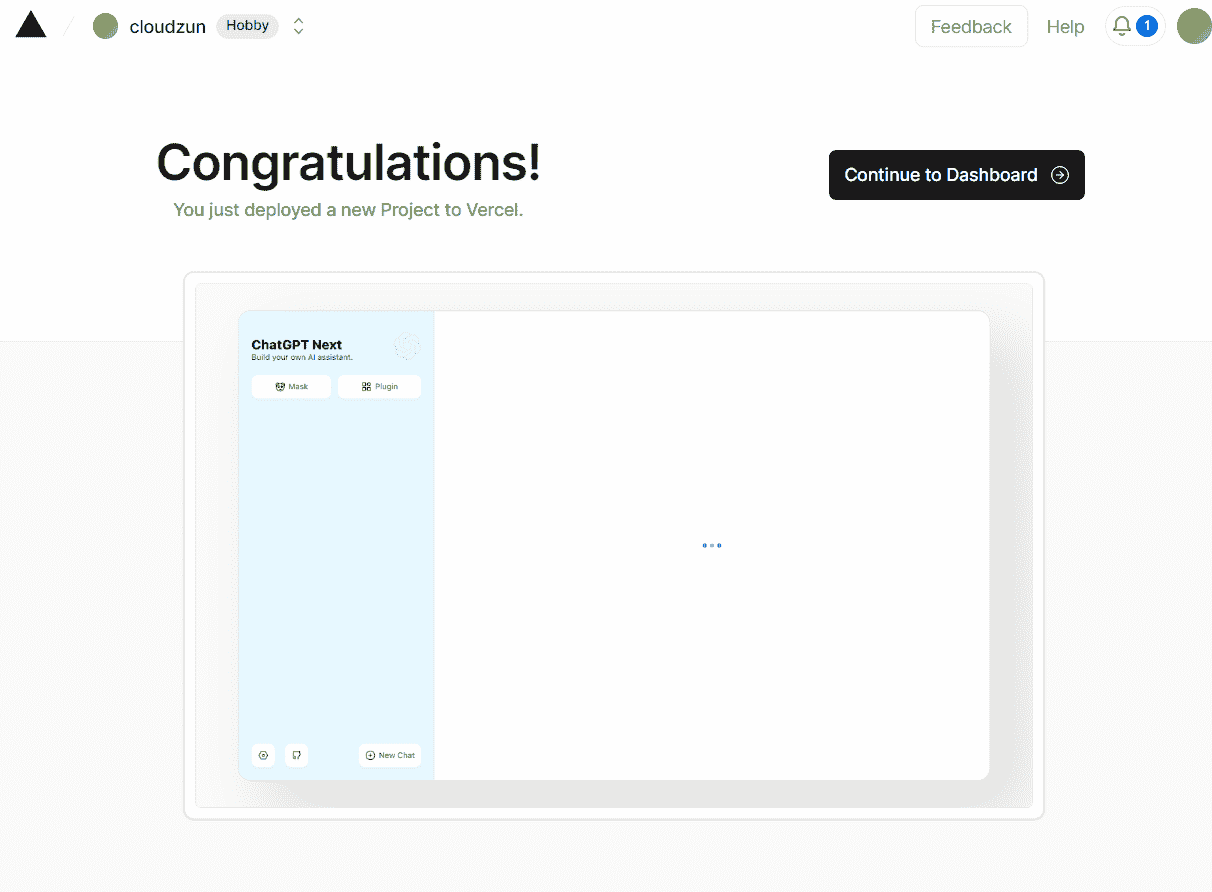 cloudzun Hobby
Feedback Help 1
Congratulations!
You just deployed a new Project to Vercel.
Continue to Dashboard
ChatGPT Next
Build your own AI assistant.
Mask Plugin
New Chat